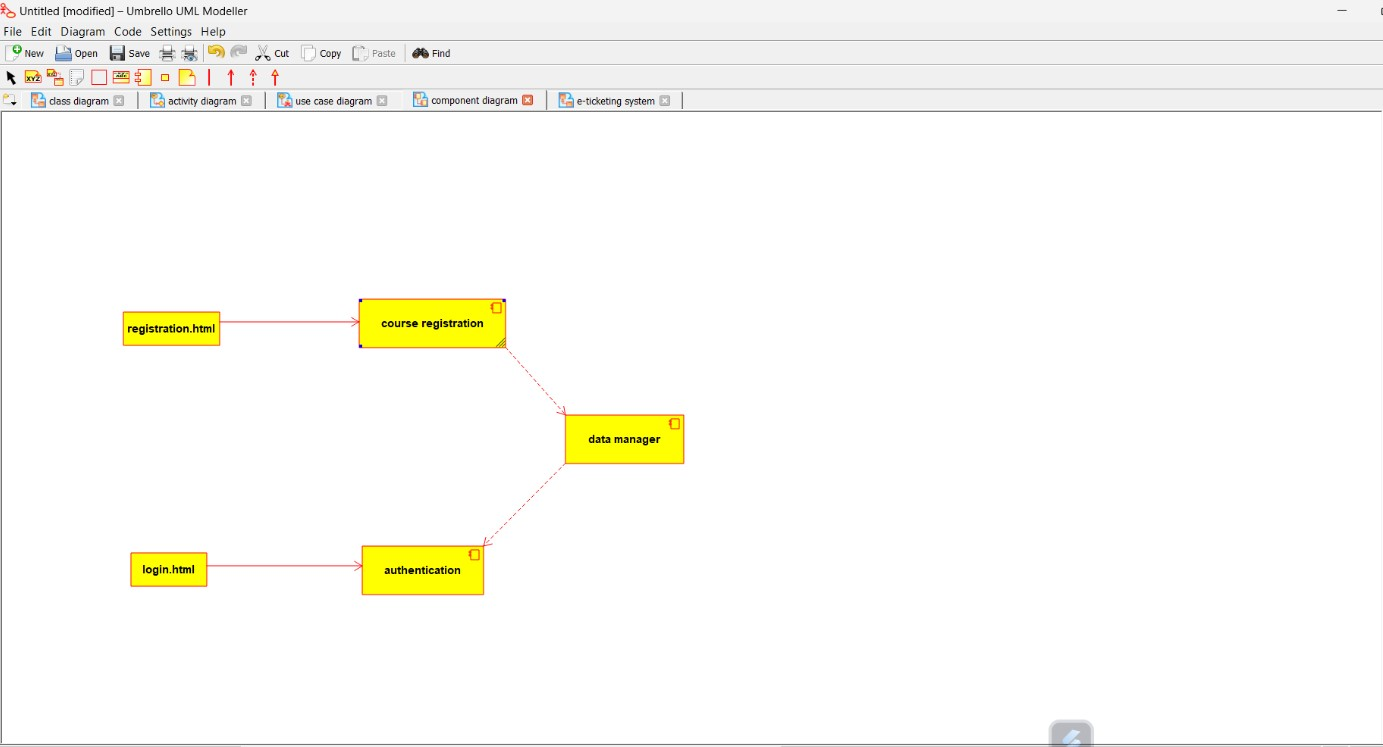 Untitled [modified] – Umbrello UML Modeller
File Edit Diagram Code Settings Help
New Open Save Cut Copy Paste Find
XYZ ABC
class diagram activity diagram use case diagram component diagram e-ticketing system
registration.html
course registration
data manager
login.html
authentication